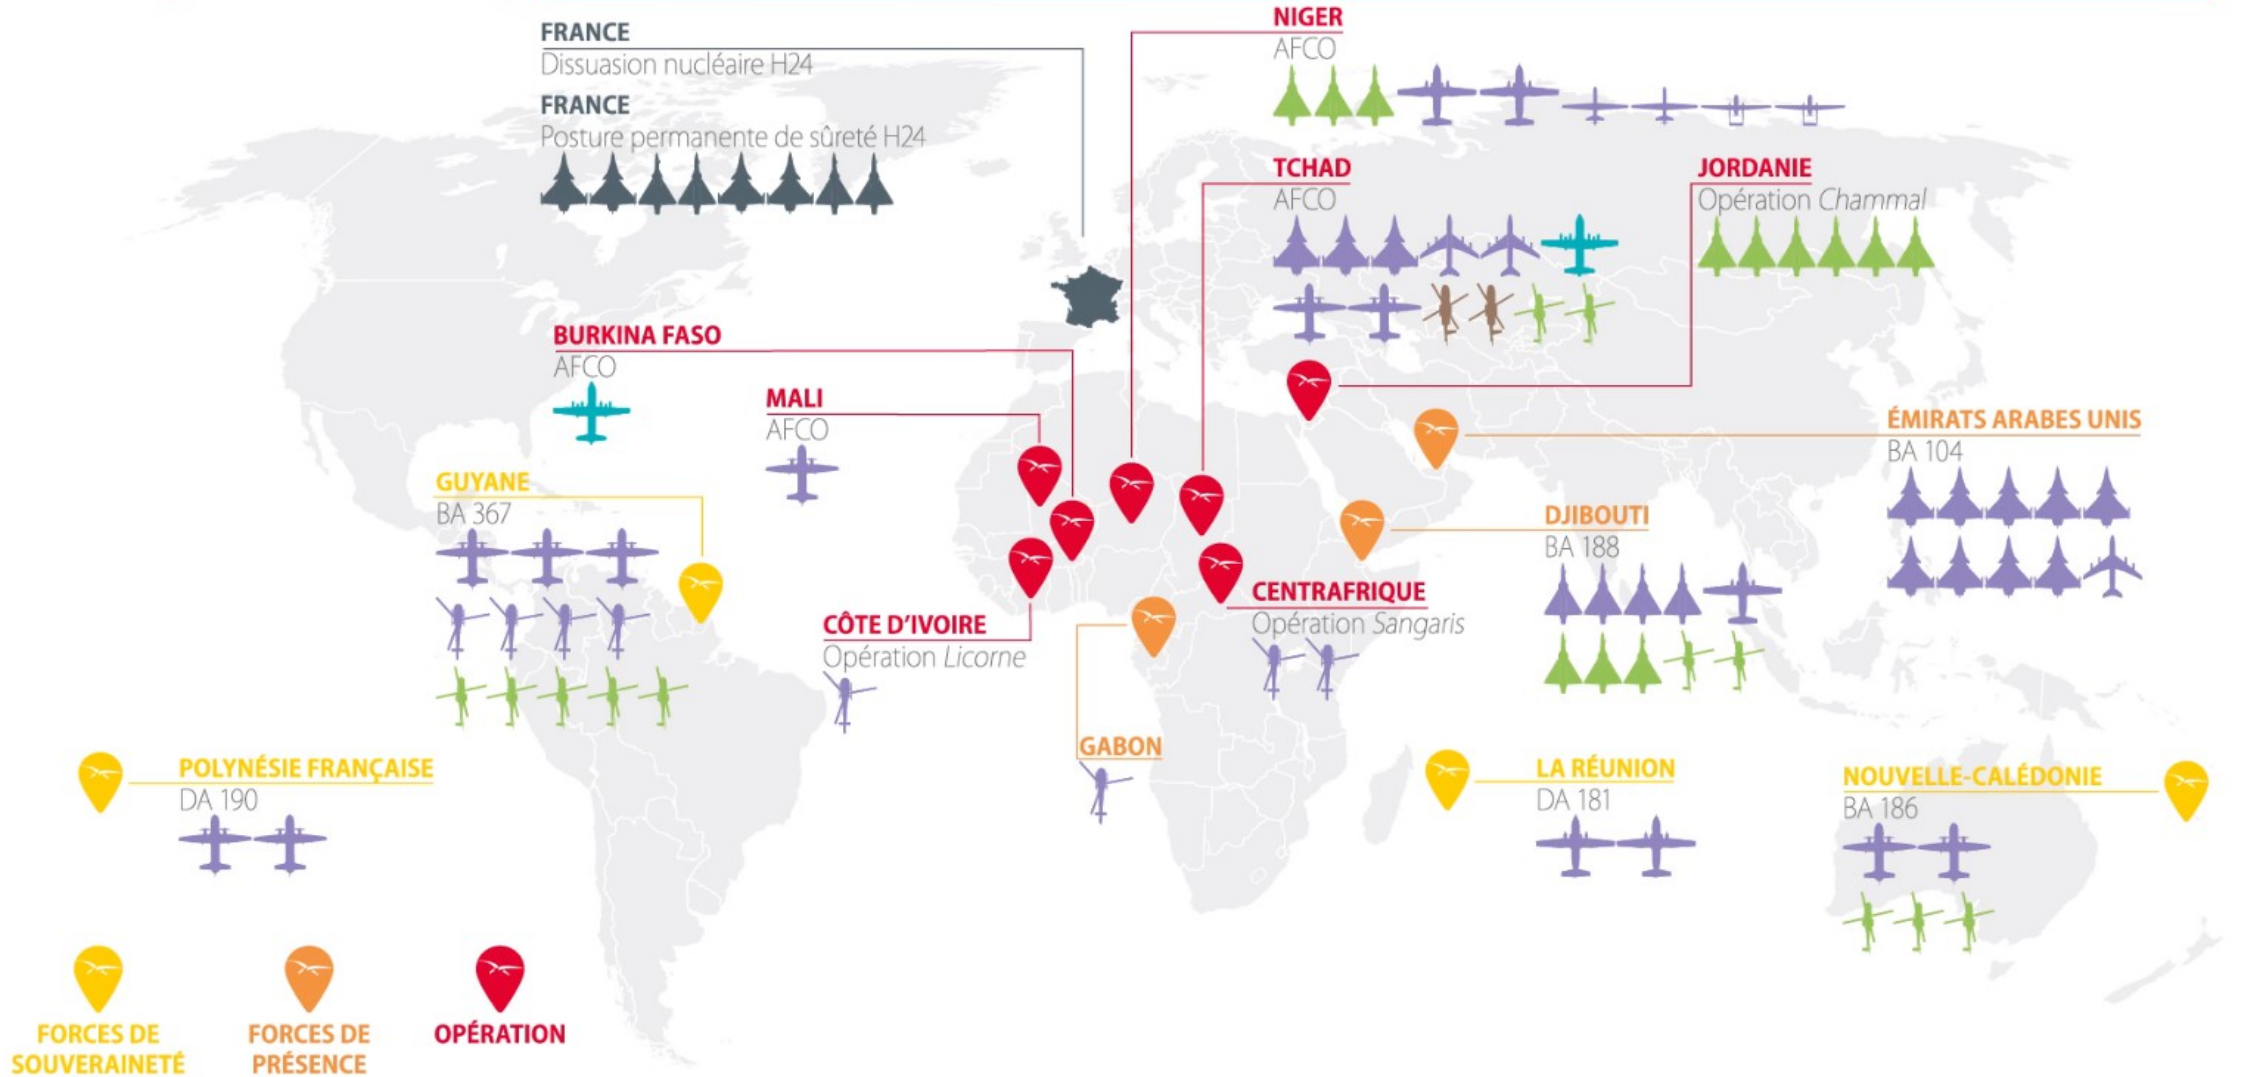 FRANCE
Dissuasion nucléaire H24
FRANCE
Posture permanente de sûreté H24
NIGER
AFCO
TCHAD
AFCO
JORDANIE
Opération Chammal
BURKINA FASO
AFCO
MALI
AFCO
ÉMIRATS ARABES UNIS
BA 104
GUYANE
BA 367
DJIBOUTI
BA 188
CENTRAFRIQUE
Opération Sangaris
CÔTE D'IVOIRE
Opération Licorne
GABON
POLYNÉSIE FRANÇAISE
DA 190
LA RÉUNION
DA 181
NOUVELLE-CALÉDONIE
BA 186
FORCES DE
SOUVERAINETÉ
FORCES DE
PRÉSENCE
OPÉRATION